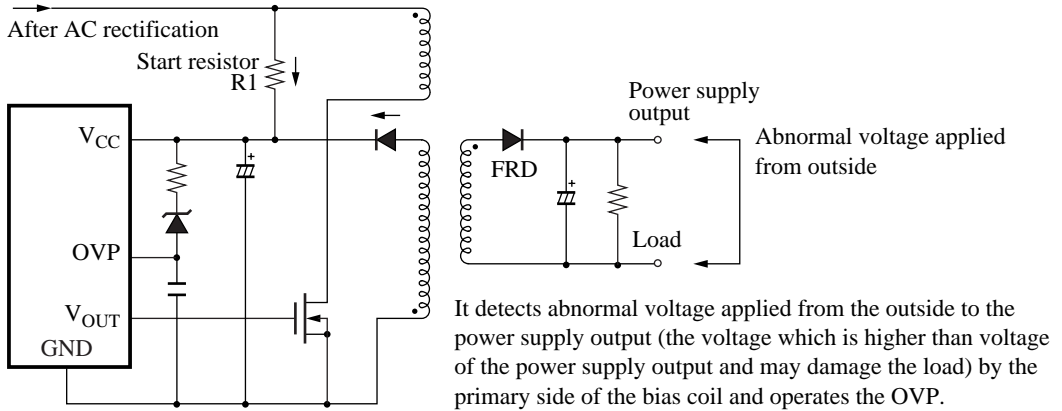 After AC rectification
Start resistor
R1
Power supply
output
VCC
Abnormal voltage applied
from outside
+
FRD
+
OVP
Load
VOUT
GND
It detects abnormal voltage applied from the outside to the
power supply output (the voltage which is higher than voltage
of the power supply output and may damage the load) by the
primary side of the bias coil and operates the OVP.